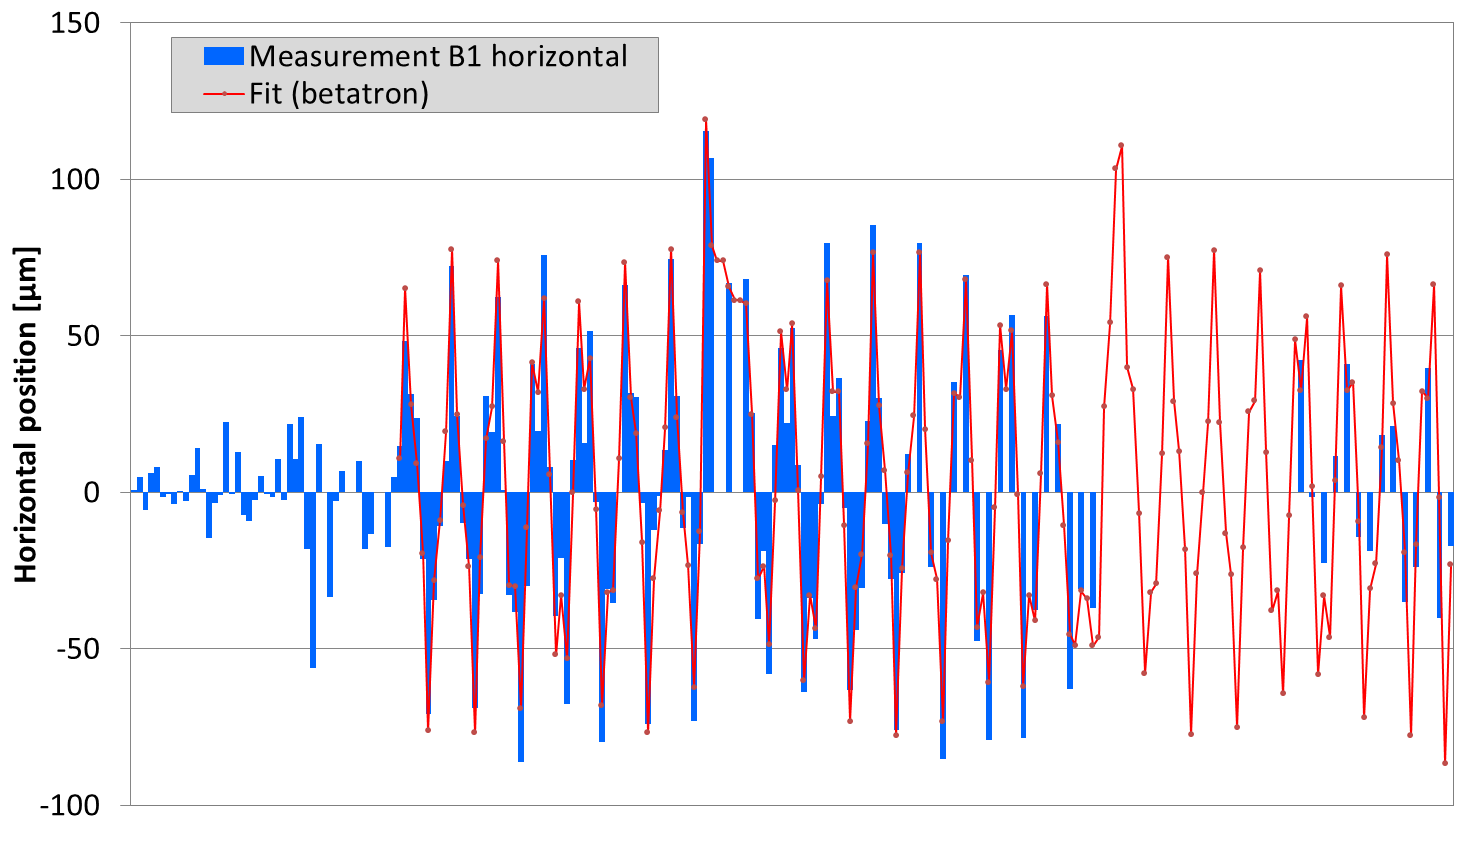 150
Measurement B1 horizontal
Fit (betatron)
100
50
0
-50
-100
Horizontal position [µm]